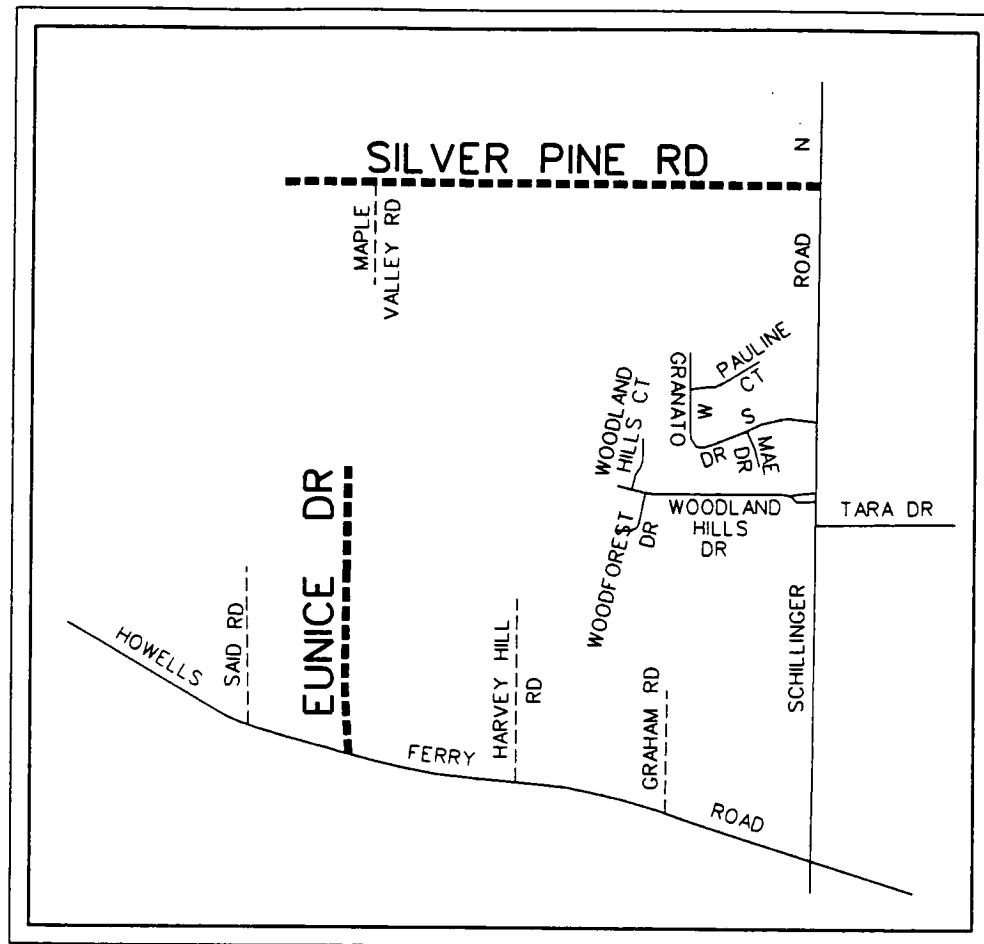 SILVER PINE RD
N
MAPLE
VALLEY RD
ROAD
PAULINE
CT
GRANATO
W
S
DR
MAE
DR
WOODLAND
HILLS CT
WOODLAND
HILLS
DR
TARA DR
WOODFOREST
DR
EUNICE DR
SAID RD
HOWELLS
FERRY
ROAD
HARVEY HILL
RD
GRAHAM RD
SCHILLINGER